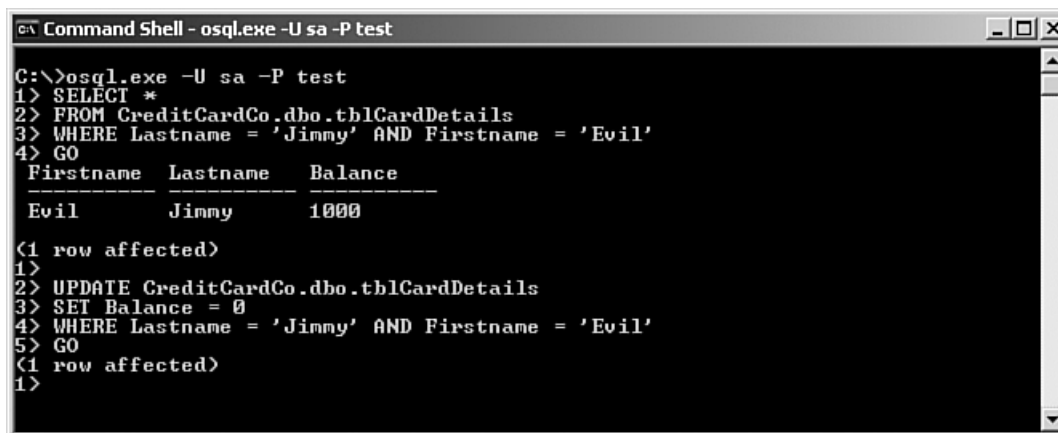 Command Shell - osql.exe -U sa -P test
C:\>osql.exe -U sa -P test
1> SELECT *
2> FROM CreditCardCo.dbo.tblCardDetails
3> WHERE Lastname = 'Jimmy' AND Firstname = 'Evil'
4> GO
Firstname  Lastname   Balance
---------- ---------- ----------
Evil       Jimmy      1000
(1 row affected)
1>
2> UPDATE CreditCardCo.dbo.tblCardDetails
3> SET Balance = 0
4> WHERE Lastname = 'Jimmy' AND Firstname = 'Evil'
5> GO
(1 row affected)
1>